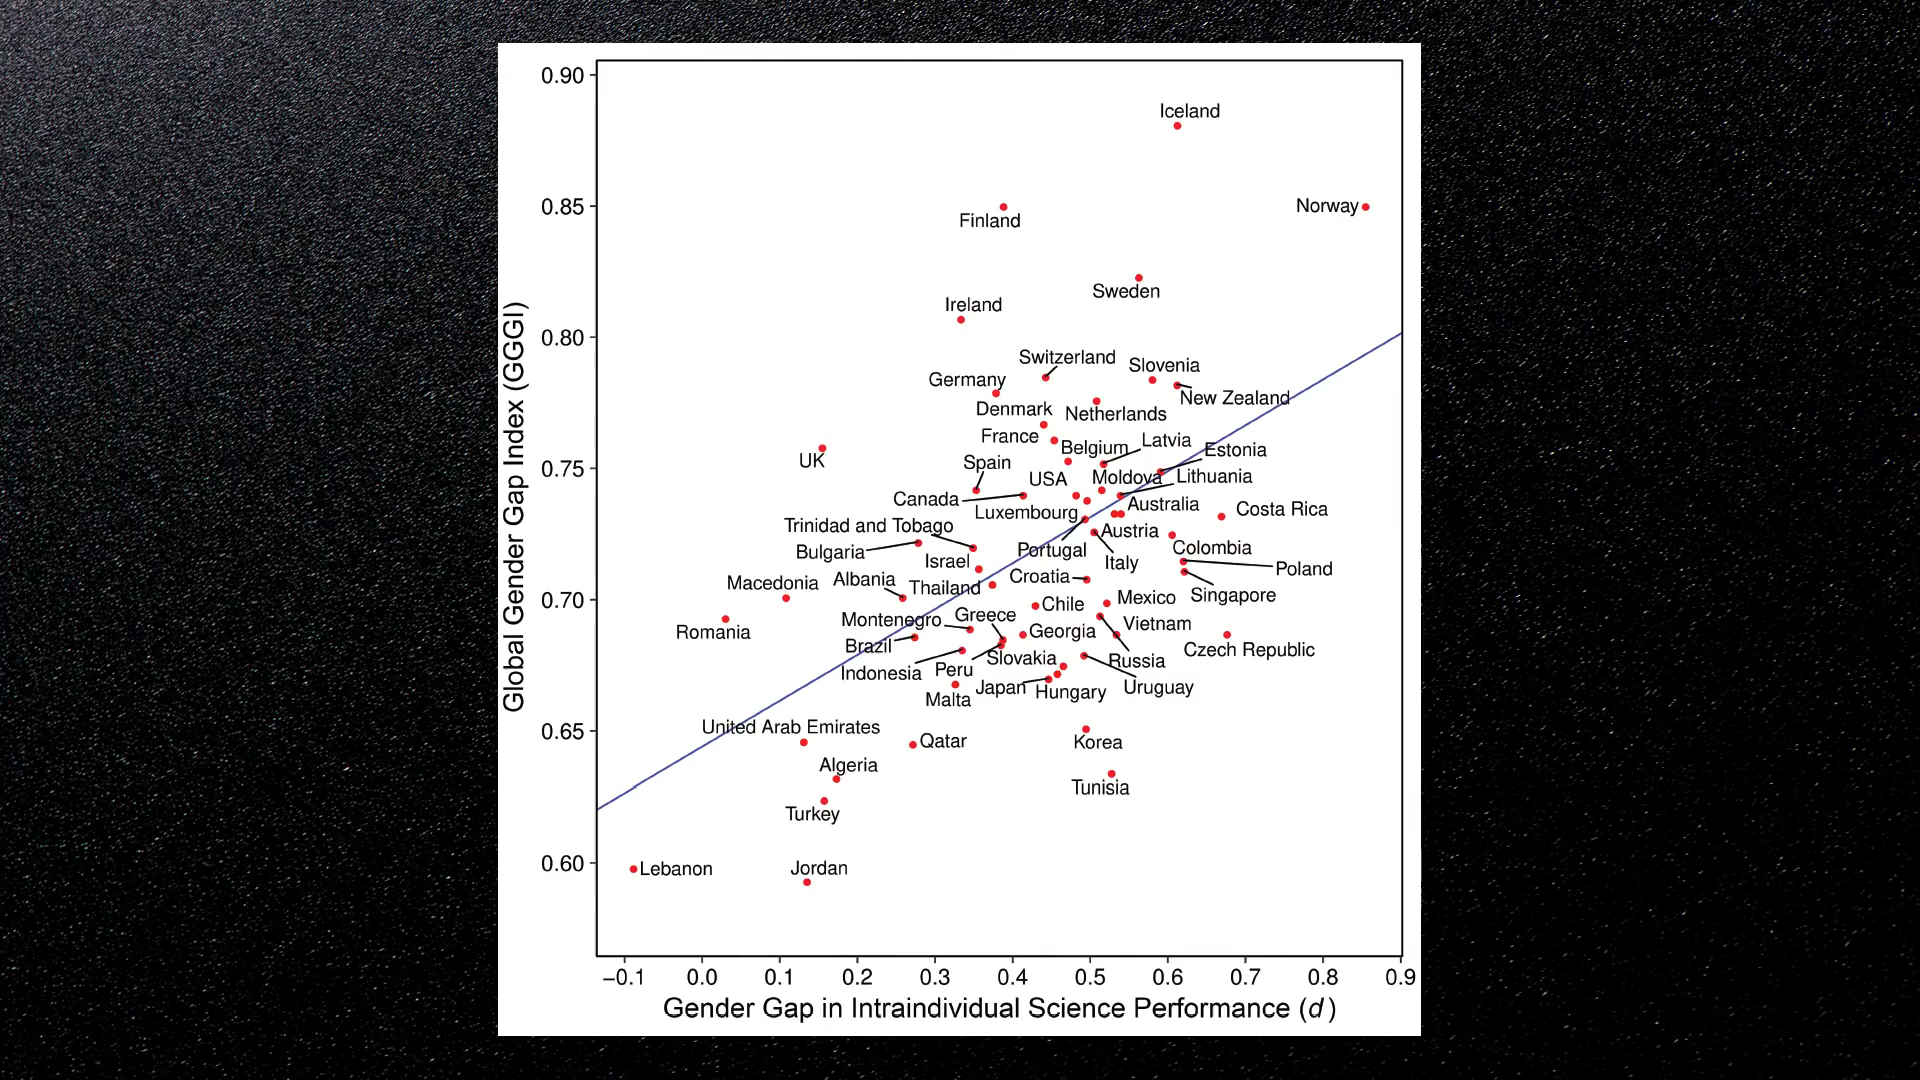 0.90
Iceland
0.85
Norway
Finland
Sweden
Ireland
0.80
Switzerland
Slovenia
Germany
New Zealand
Denmark
Netherlands
France
Latvia
Belgium
Estonia
UK
Spain
0.75
USA
Moldova
Lithuania
Canada
Australia
Costa Rica
Luxembourg
Trinidad and Tobago
Austria
Bulgaria
Portugal
Colombia
Israel
Italy
Poland
Croatia
Macedonia
Albania
Thailand
Singapore
0.70
Chile
Mexico
Greece
Montenegro
Vietnam
Georgia
Romania
Brazil
Czech Republic
Slovakia
Russia
Indonesia
Peru
Japan
Hungary
Uruguay
Malta
United Arab Emirates
0.65
Qatar
Korea
Algeria
Tunisia
Turkey
0.60
Lebanon
Jordan
Global Gender Gap Index (GGGI)
−0.1 0.0 0.1 0.2 0.3 0.4 0.5 0.6 0.7 0.8 0.9
Gender Gap in Intraindividual Science Performance (d)